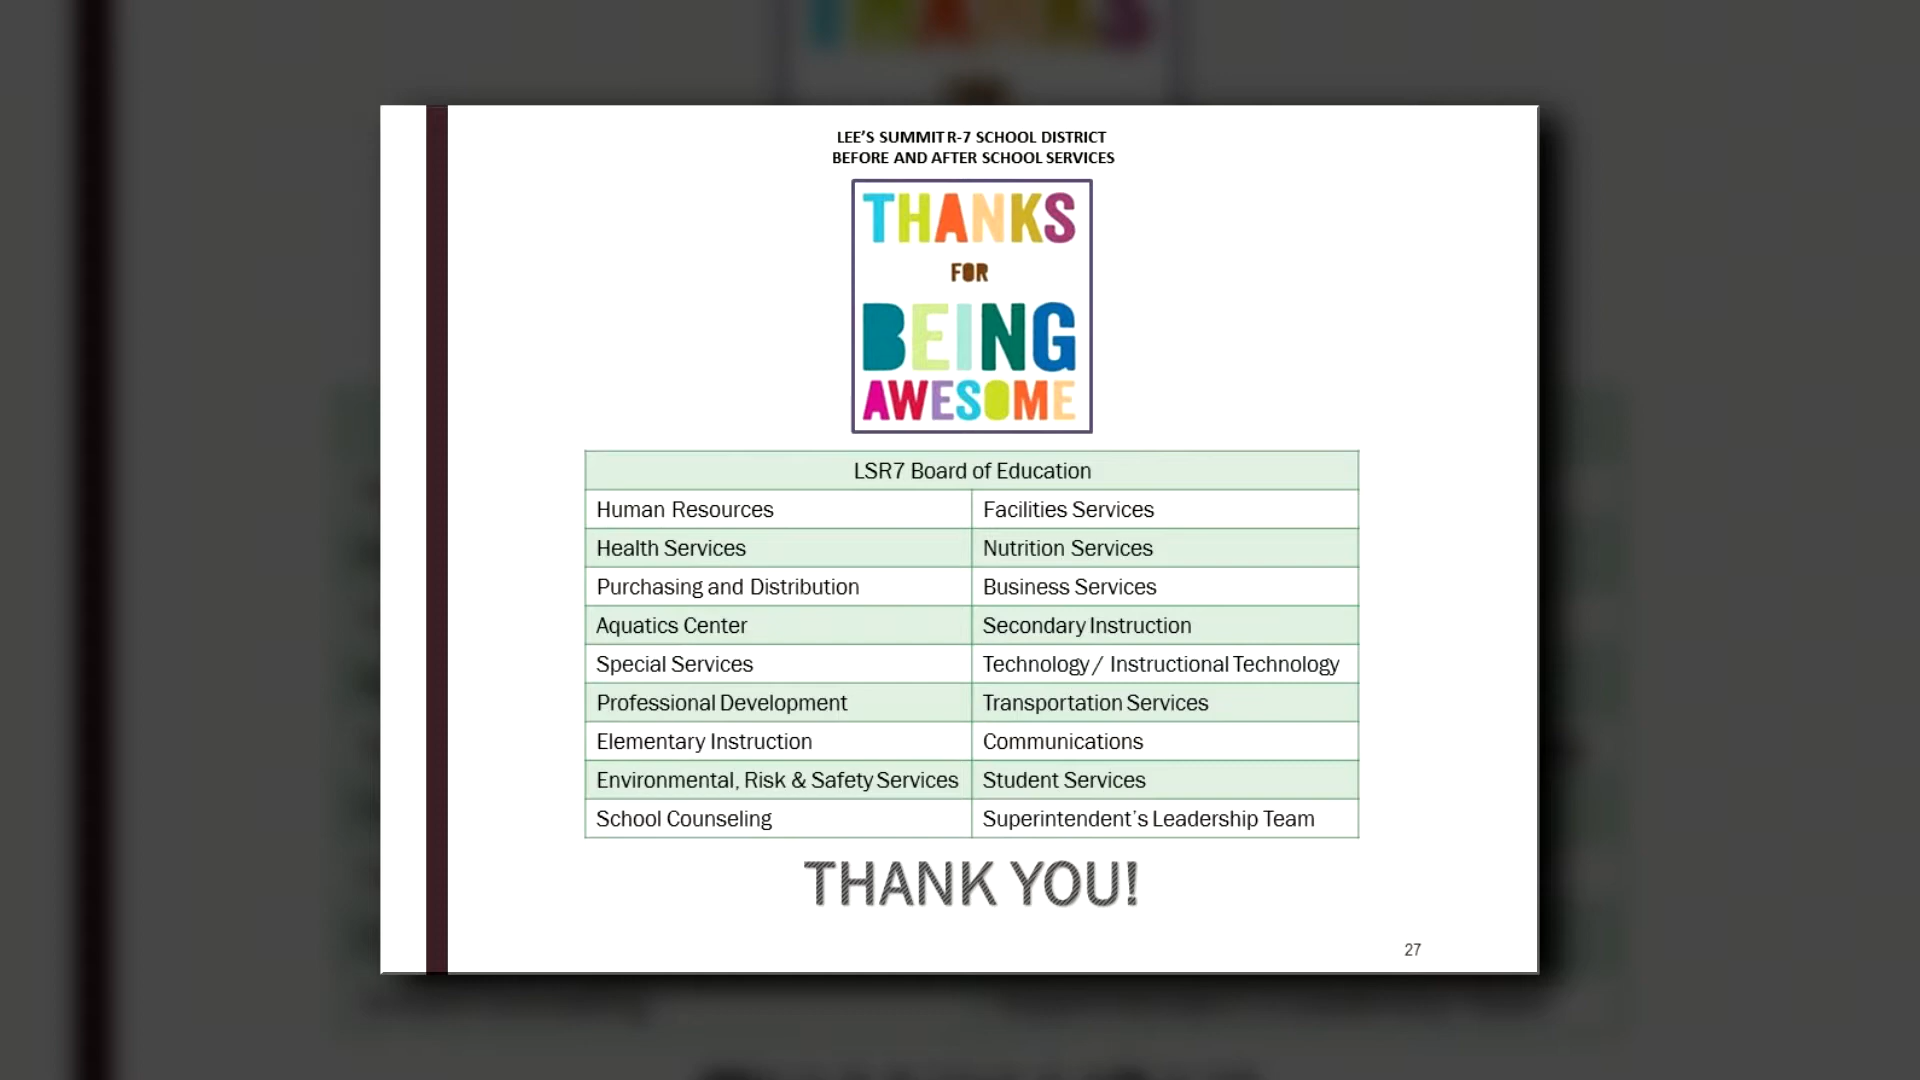 LEE'S SUMMIT R-7 SCHOOL DISTRICT
BEFORE AND AFTER SCHOOL SERVICES
THANKS
FOR
BEING
AWESOME
LSR7 Board of Education
Human Resources Facilities Services
Health Services Nutrition Services
Purchasing and Distribution Business Services
Aquatics Center Secondary Instruction
Special Services Technology / Instructional Technology
Professional Development Transportation Services
Elementary Instruction Communications
Environmental, Risk & Safety Services Student Services
School Counseling Superintendent's Leadership Team
THANK YOU!
27